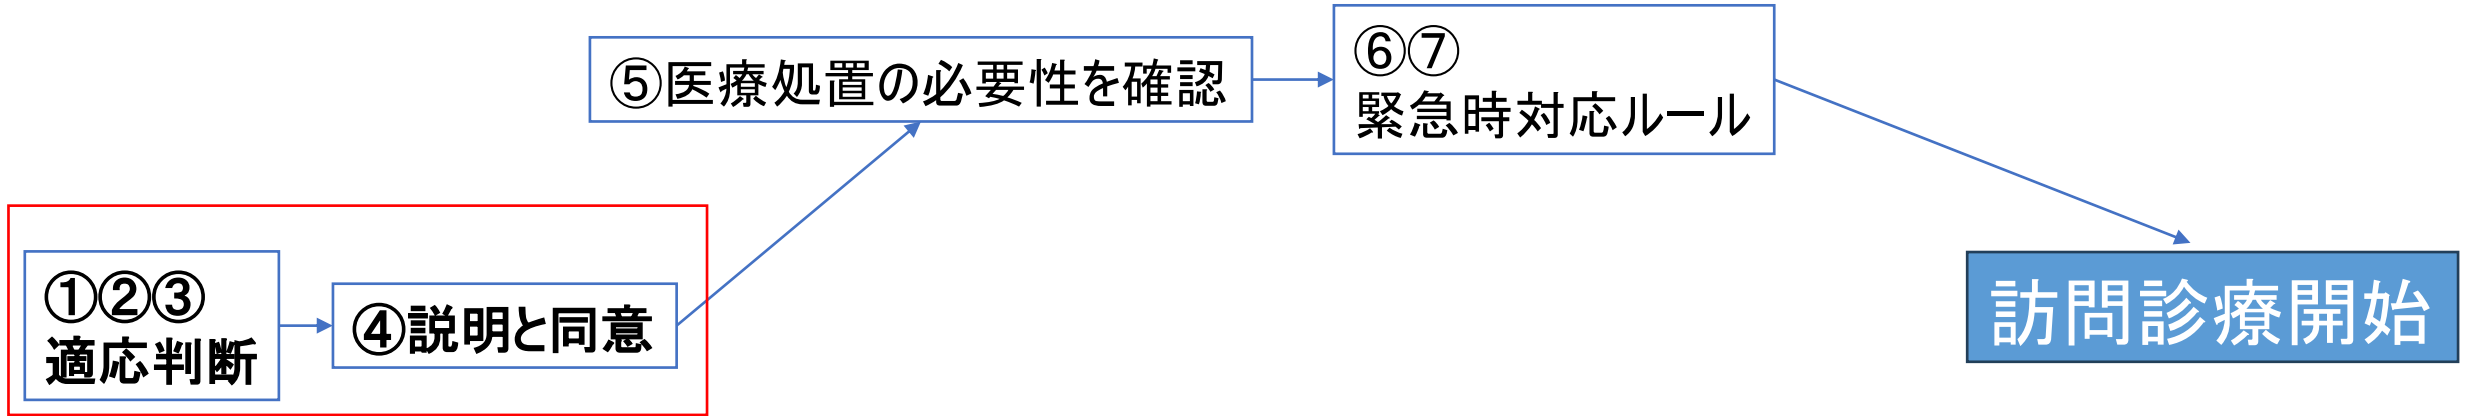 ①②③
適応判断
④説明と同意
⑤医療処置の必要性を確認
⑥⑦
緊急時対応ルール
訪問診療開始